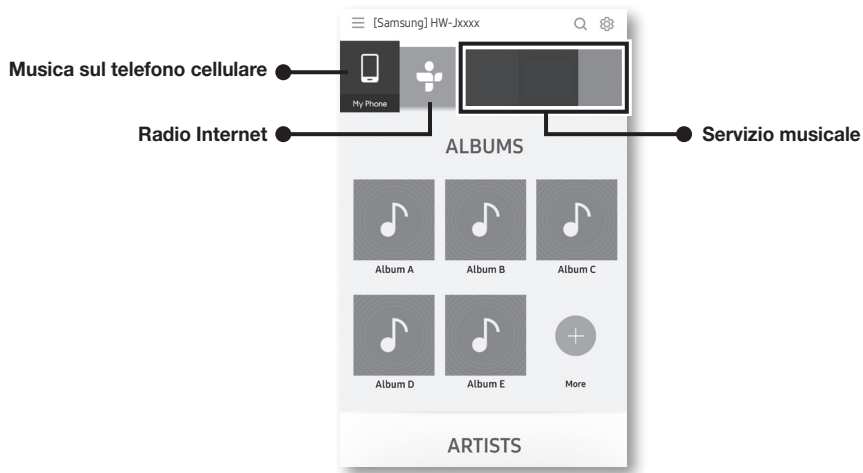 [Samsung] HW-Jxxxx
Musica sul telefono cellulare
My Phone
Radio Internet
Servizio musicale
ALBUMS
Album A
Album B
Album C
Album D
Album E
More
ARTISTS